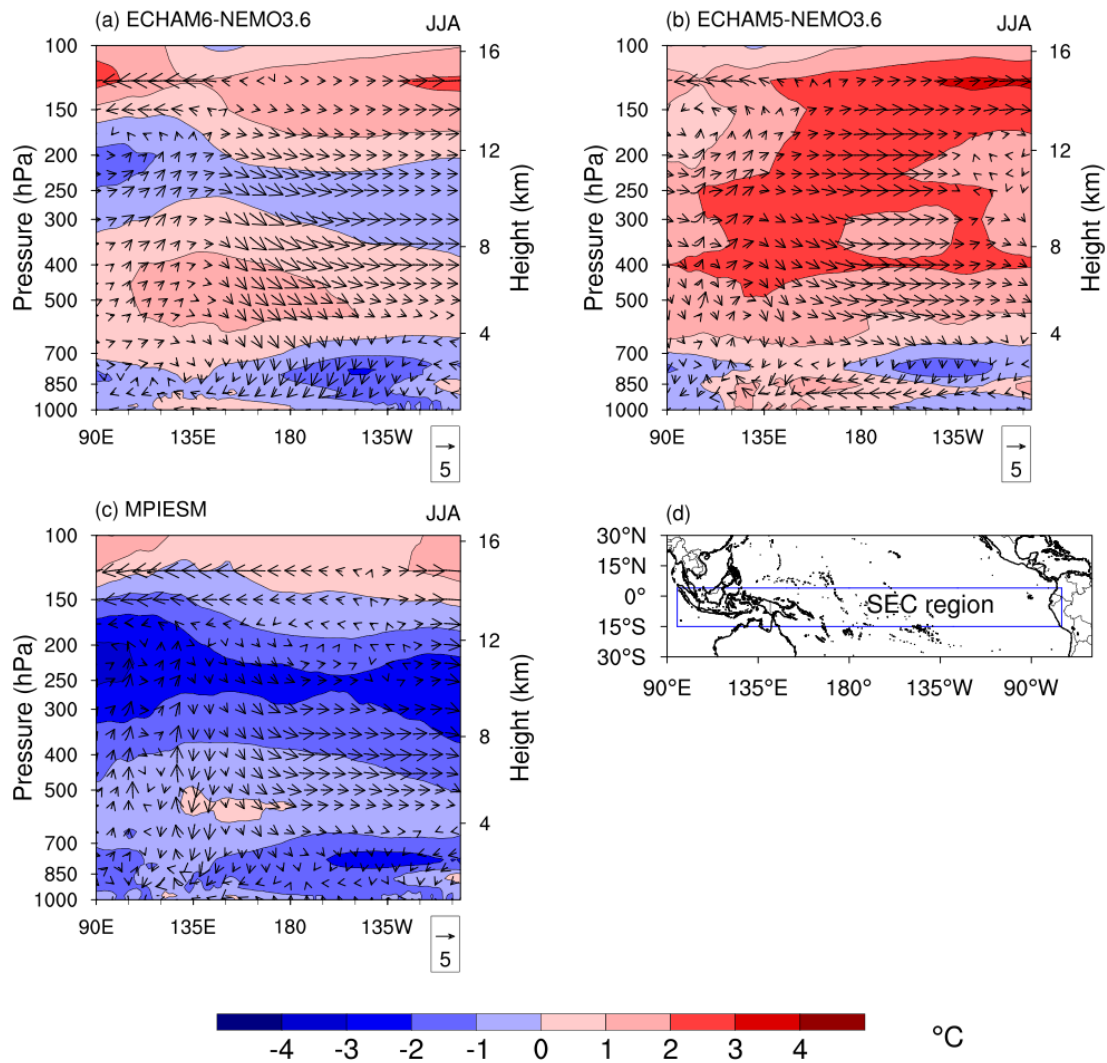 (a) ECHAM6-NEMO3.6 JJA
100
150
200
250
300
400
500
700
850
1000
Pressure (hPa)
16
12
8
4
Height (km)
90E 135E 180 135W
5
(b) ECHAM5-NEMO3.6 JJA
100
150
200
250
300
400
500
700
850
1000
Pressure (hPa)
16
12
8
4
Height (km)
90E 135E 180 135W
5
(c) MPIESM JJA
100
150
200
250
300
400
500
700
850
1000
Pressure (hPa)
16
12
8
4
Height (km)
90E 135E 180 135W
5
(d)
30°N
15°N
0°
15°S
30°S
SEC region
90°E 135°E 180° 135°W 90°W
-4 -3 -2 -1 0 1 2 3 4 °C